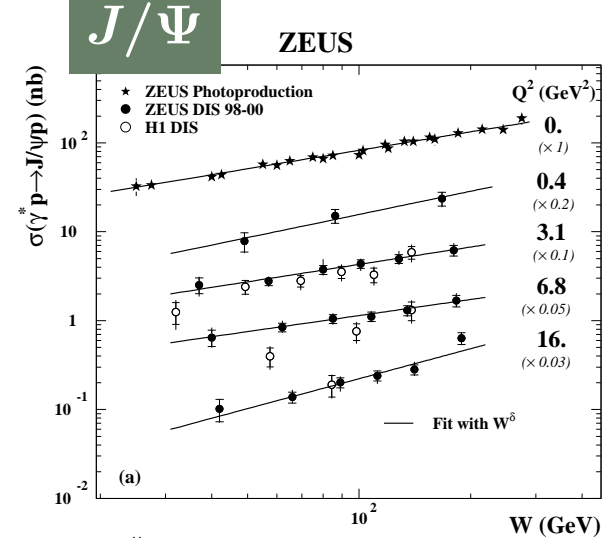 J/Ψ
ZEUS
σ(γ* p→J/ψp) (nb)
★ ZEUS Photoproduction
● ZEUS DIS 98-00
○ H1 DIS
Q² (GeV²)
0.
(× 1)
0.4
(× 0.2)
3.1
(× 0.1)
6.8
(× 0.05)
16.
(× 0.03)
10²
10
1
10⁻¹
10⁻²
Fit with W^δ
(a)
10²
W (GeV)